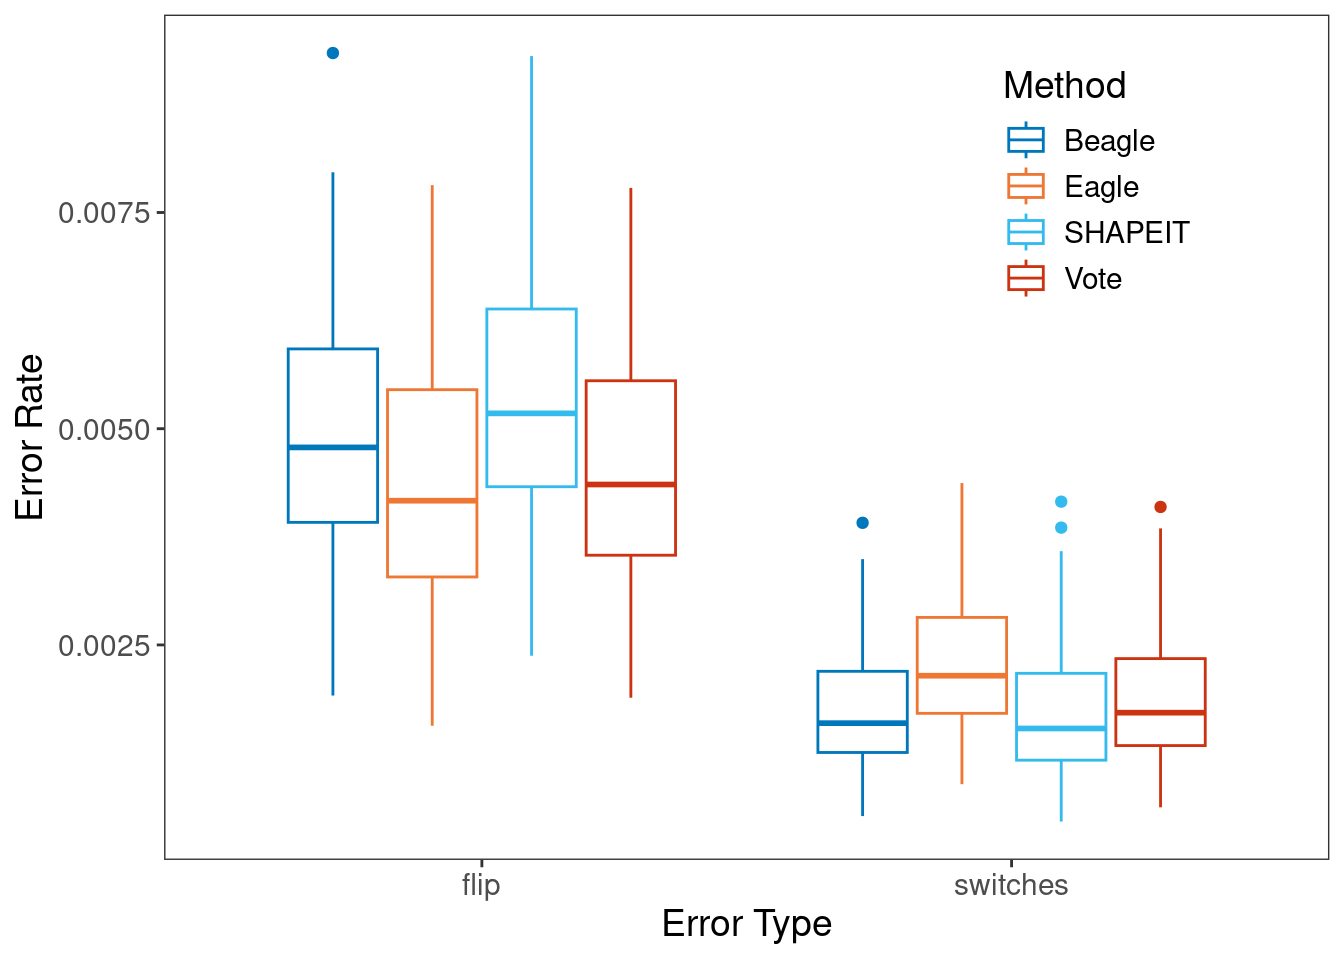 Method
Beagle
Eagle
SHAPEIT
Vote
0.0075
0.0050
0.0025
Error Rate
flip
switches
Error Type